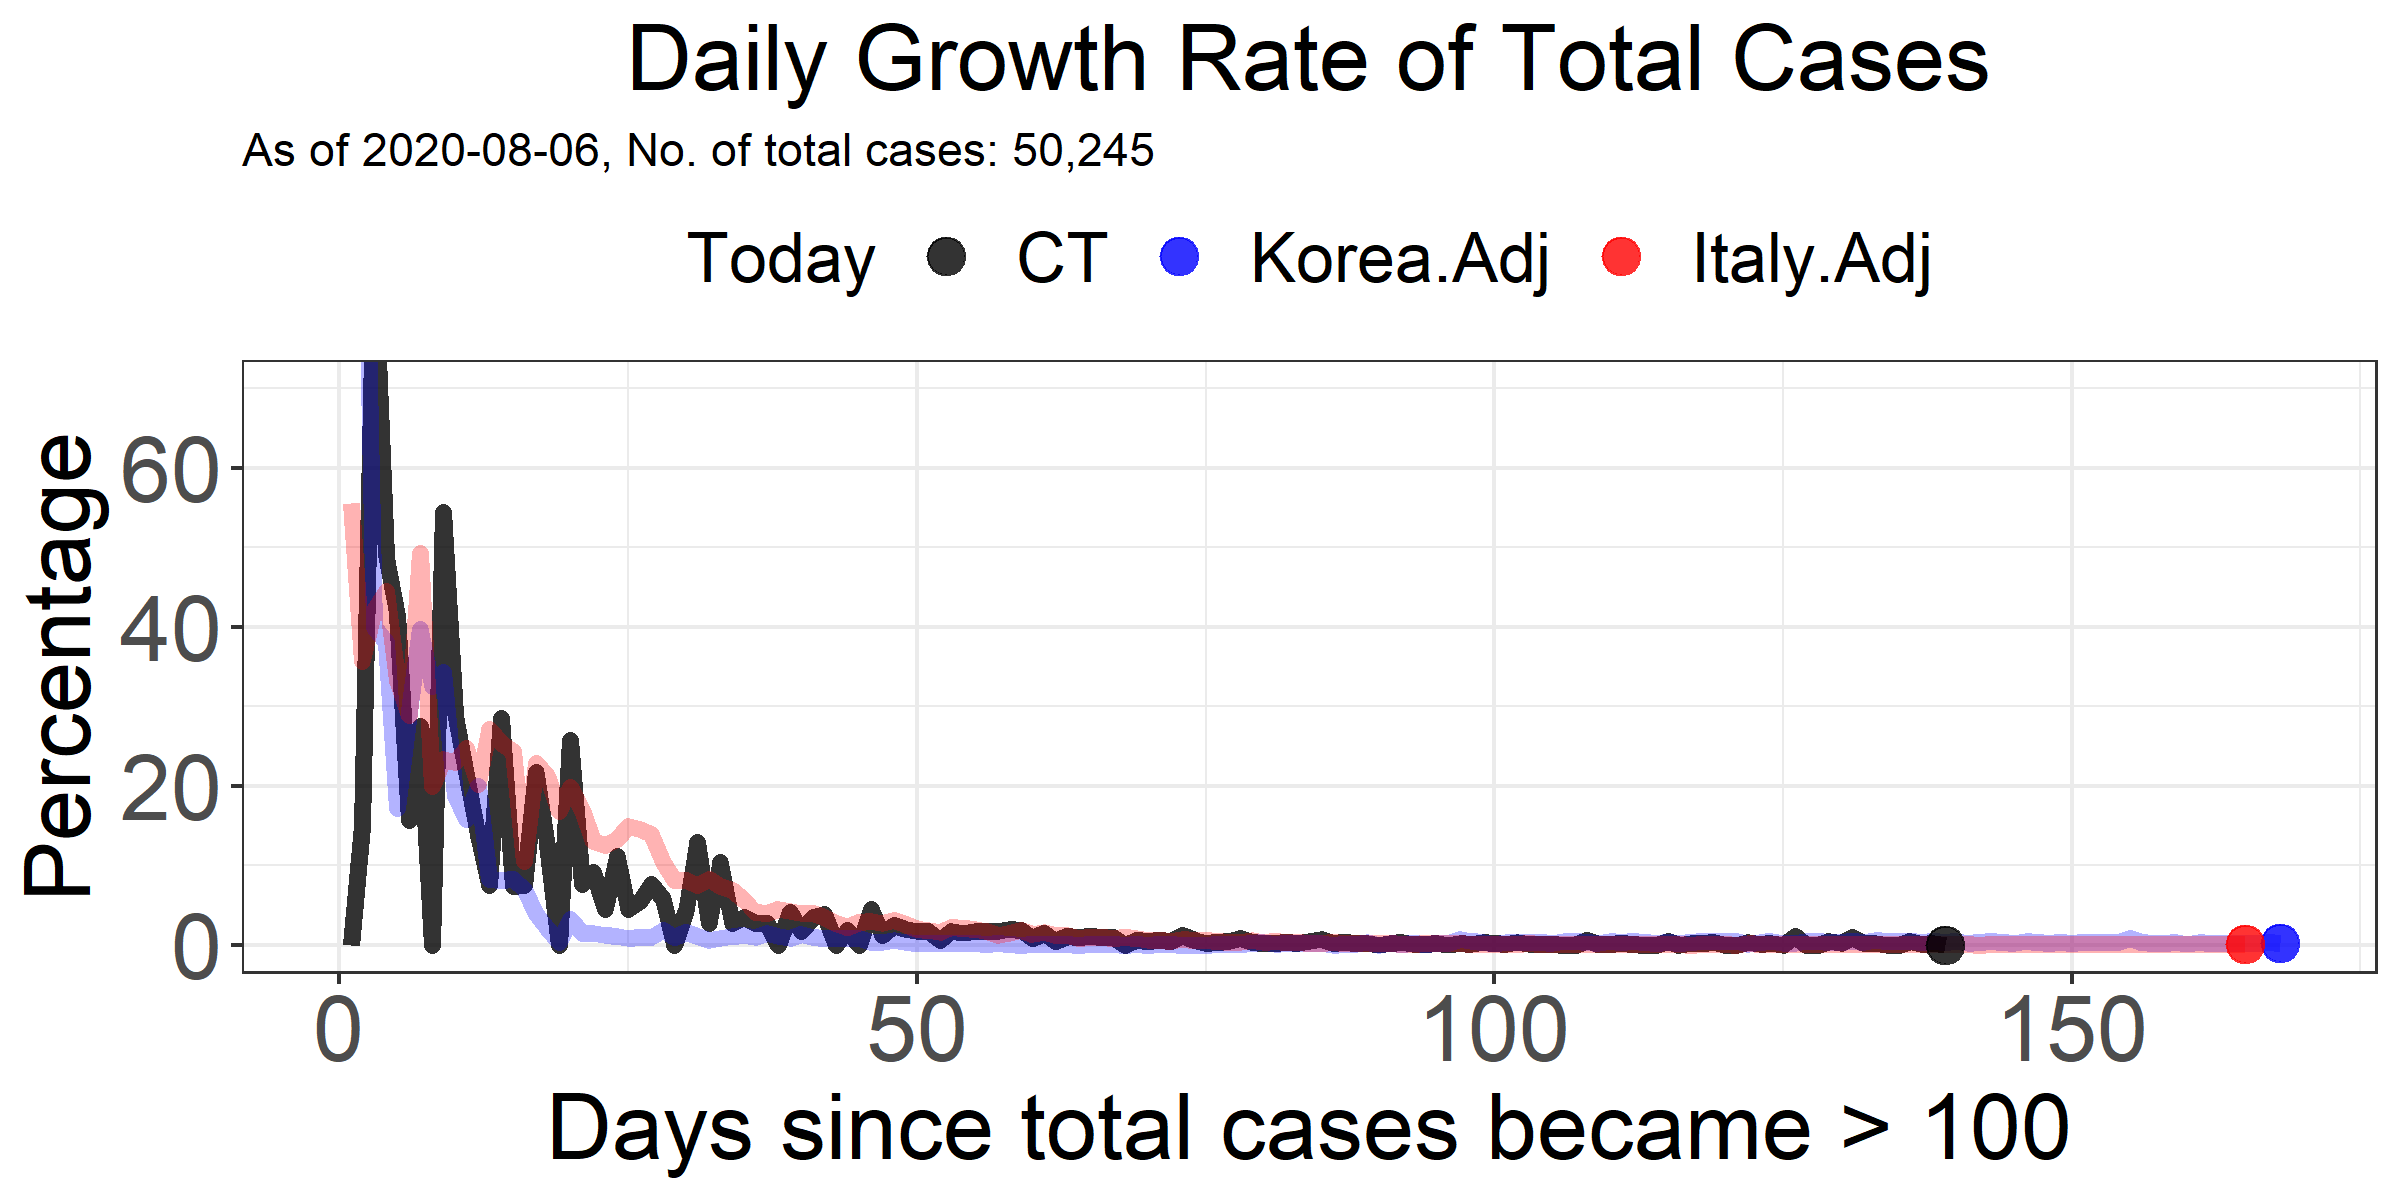 Daily Growth Rate of Total Cases
As of 2020-08-06, No. of total cases: 50,245
Today CT Korea.Adj Italy.Adj
Percentage
60
40
20
0
0 50 100 150
Days since total cases became > 100